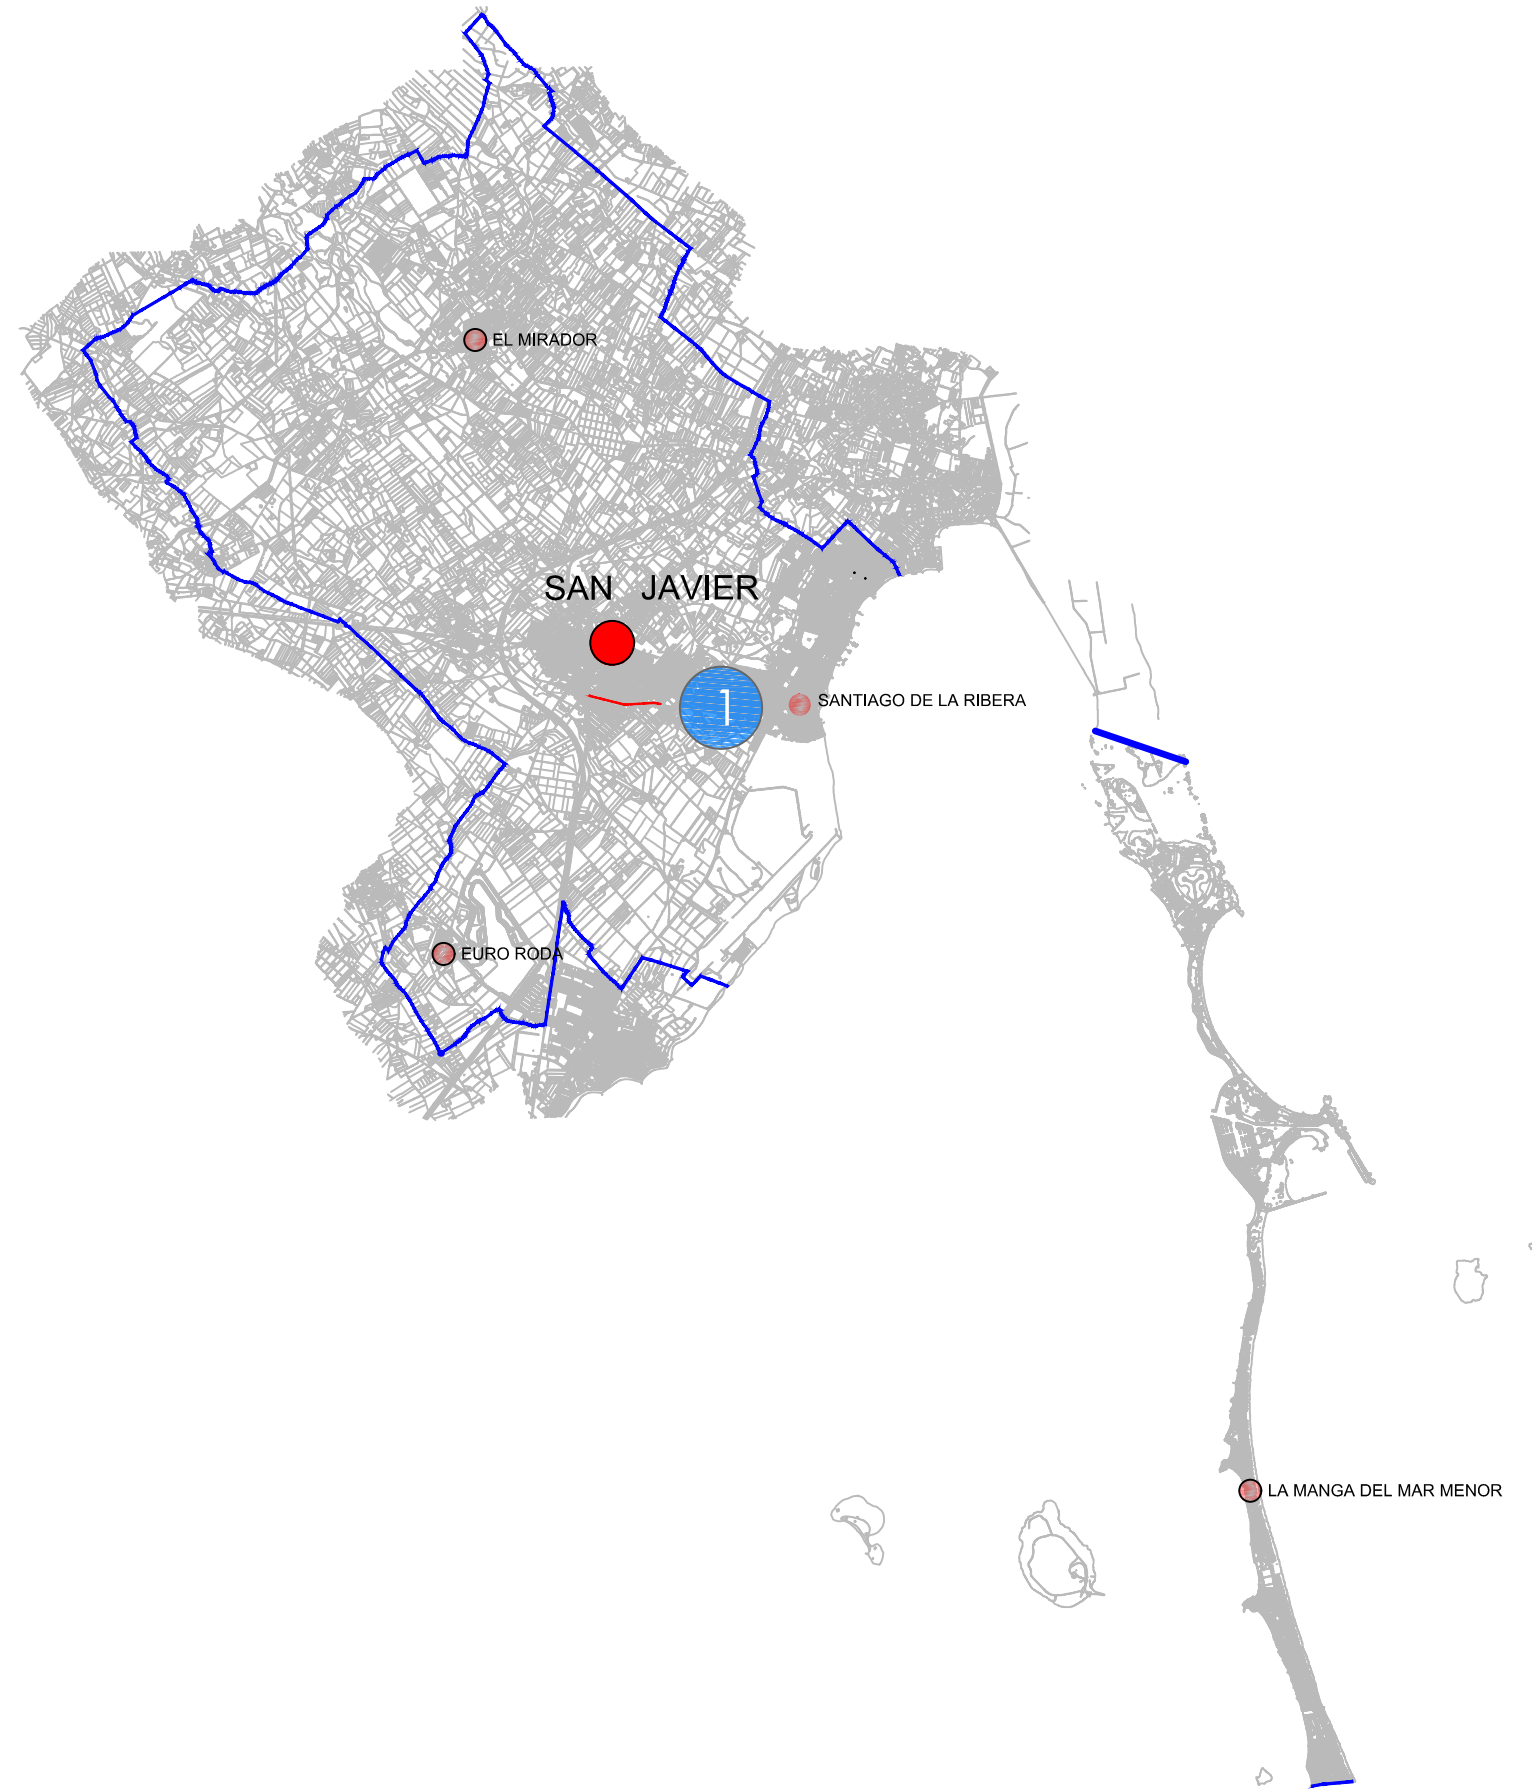 EL MIRADOR
SAN JAVIER
1
SANTIAGO DE LA RIBERA
EURO RODA
LA MANGA DEL MAR MENOR